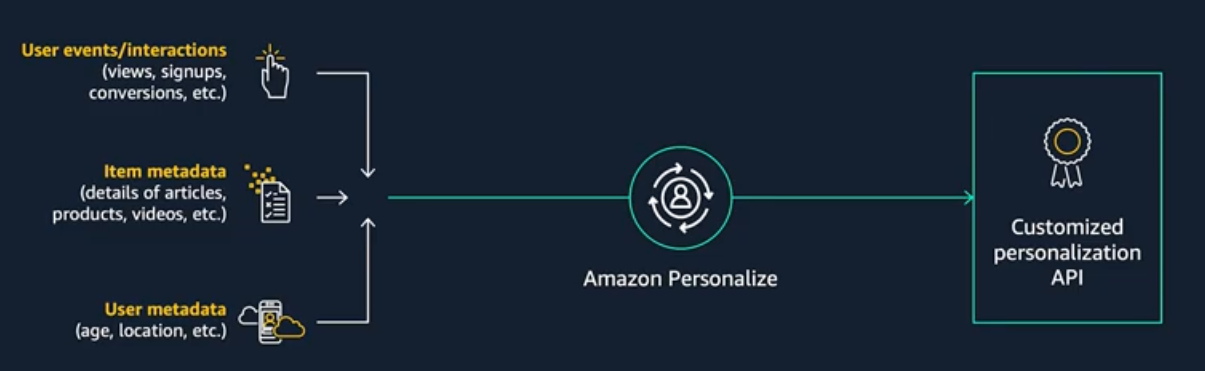 User events/interactions
(views, signups,
conversions, etc.)
Item metadata
(details of articles,
products, videos, etc.)
User metadata
(age, location, etc.)
Amazon Personalize
Customized
personalization
API